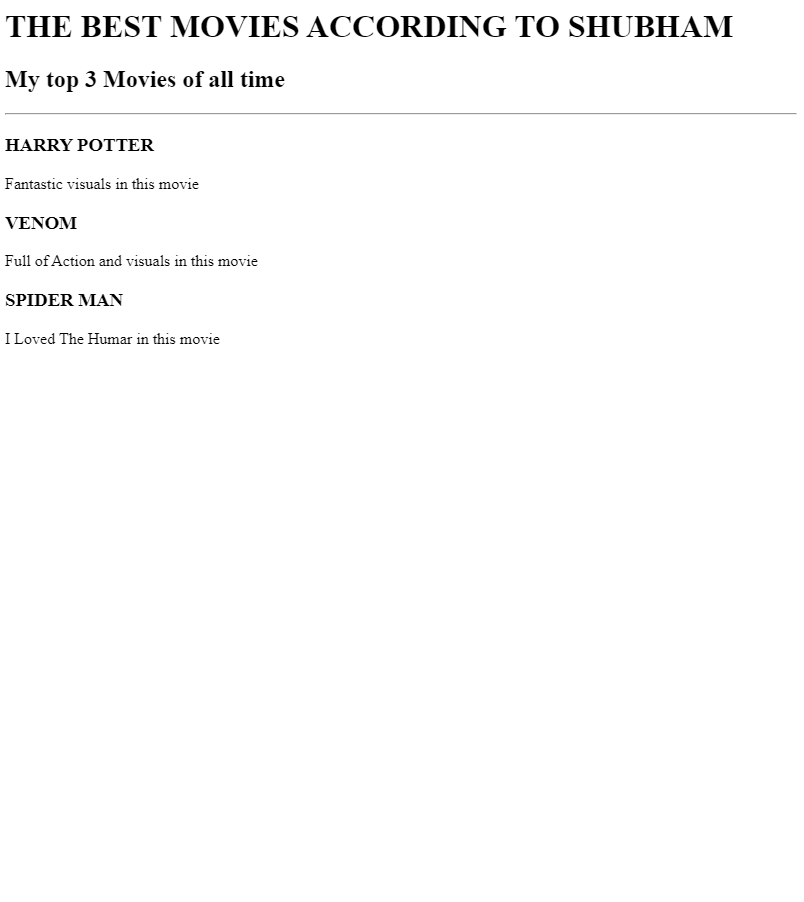 THE BEST MOVIES ACCORDING TO SHUBHAM
My top 3 Movies of all time
HARRY POTTER
Fantastic visuals in this movie
VENOM
Full of Action and visuals in this movie
SPIDER MAN
I Loved The Humar in this movie